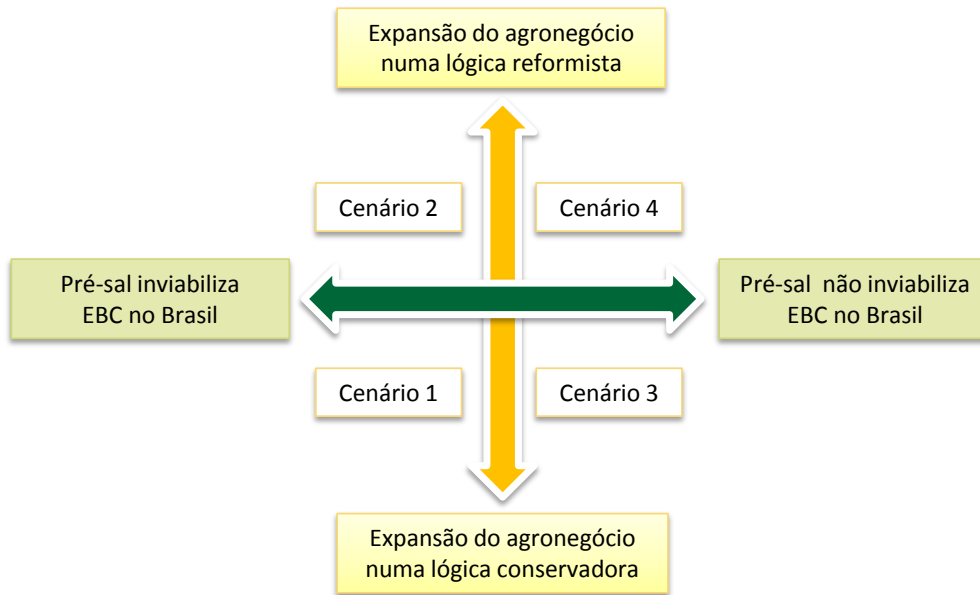 Expansão do agronegócio
numa lógica reformista
Cenário 2
Cenário 4
Pré-sal inviabiliza
EBC no Brasil
Pré-sal não inviabiliza
EBC no Brasil
Cenário 1
Cenário 3
Expansão do agronegócio
numa lógica conservadora